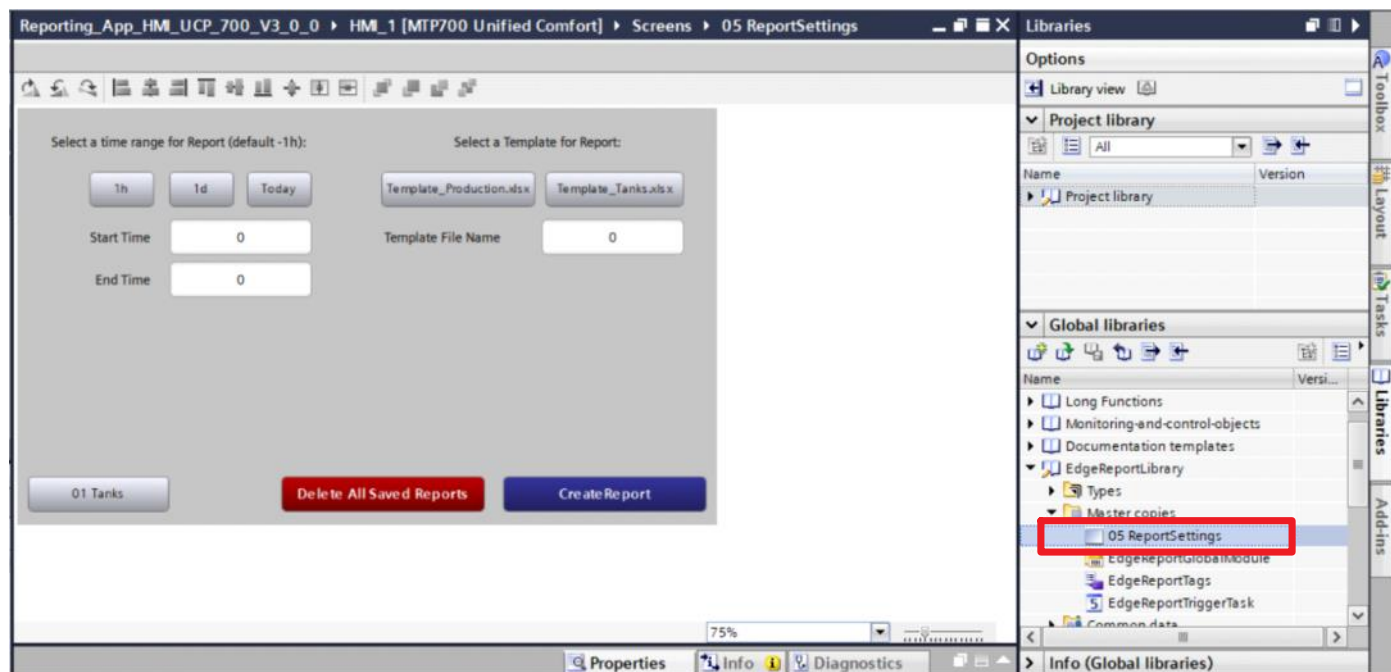 Reporting_App_HMI_UCP_700_V3_0_0 ▸ HMI_1 [MTP700 Unified Comfort] ▸ Screens ▸ 05 ReportSettings
Select a time range for Report (default -1h):
Select a Template for Report:
1h
1d
Today
Template_Production.xlsx
Template_Tanks.xlsx
Start Time
0
Template File Name
0
End Time
0
01 Tanks
Delete All Saved Reports
CreateReport
75%
Properties
Info
Diagnostics
Libraries
Options
Library view
Project library
All
Name
Version
Project library
Global libraries
Name
Versi...
Long Functions
Monitoring-and-control-objects
Documentation templates
EdgeReportLibrary
Types
Master copies
05 ReportSettings
EdgeReportGlobalModule
EdgeReportTags
EdgeReportTriggerTask
Common data
Info (Global libraries)
Toolbox
Layout
Tasks
Libraries
Add-ins